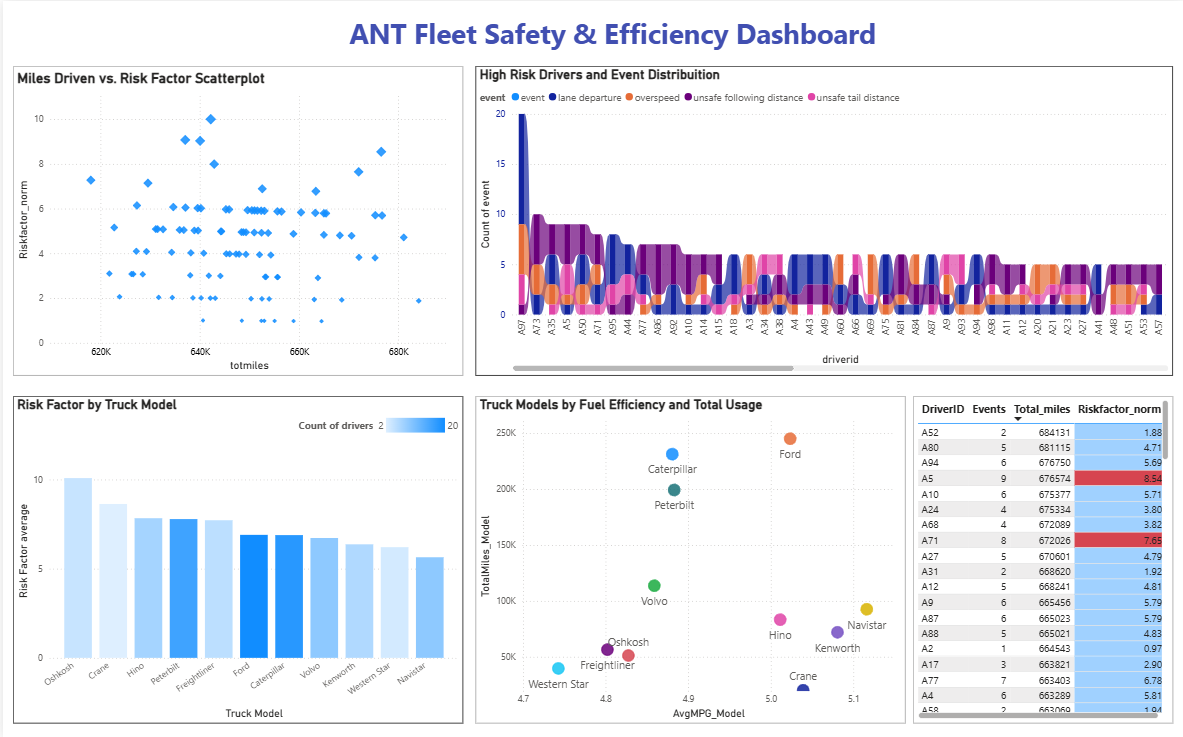 ANT Fleet Safety & Efficiency Dashboard
Miles Driven vs. Risk Factor Scatterplot
Riskfactor_norm
10
8
6
4
2
0
620K 640K 660K 680K
totmiles
High Risk Drivers and Event Distribuition
event event lane departure overspeed unsafe following distance unsafe tail distance
Count of event
20
15
10
5
0
A97 A73 A35 A5 A50 A71 A95 A44 A77 A86 A92 A10 A14 A15 A18 A3 A34 A38 A4 A43 A49 A60 A66 A69 A75 A81 A84 A87 A9 A93 A94 A98 A11 A12 A20 A21 A23 A27 A41 A48 A51 A53 A57
driverid
Risk Factor by Truck Model
Count of drivers 2 20
Risk Factor average
10
5
0
Oshkosh Crane Hino Peterbilt Freightliner Ford Caterpillar Volvo Kenworth Western Star Navistar
Truck Model
Truck Models by Fuel Efficiency and Total Usage
TotalMiles_Model
250K
200K
150K
100K
50K
Ford
Caterpillar
Peterbilt
Volvo
Navistar
Hino
Kenworth
Oshkosh
Freightliner
Western Star
Crane
4.7 4.8 4.9 5.0 5.1
AvgMPG_Model
DriverID Events Total_miles Riskfactor_norm
A52 2 684131 1.88
A80 5 681115 4.71
A94 6 676750 5.69
A5 9 676574 8.54
A10 6 675377 5.71
A24 4 675334 3.80
A68 4 672089 3.82
A71 8 672026 7.65
A27 5 670601 4.79
A31 2 668620 1.92
A12 5 668241 4.81
A9 6 665456 5.79
A87 6 665023 5.79
A88 5 665021 4.83
A2 1 664543 0.97
A17 3 663821 2.90
A77 7 663403 6.78
A4 6 663289 5.81
A58 2 663069 1.94